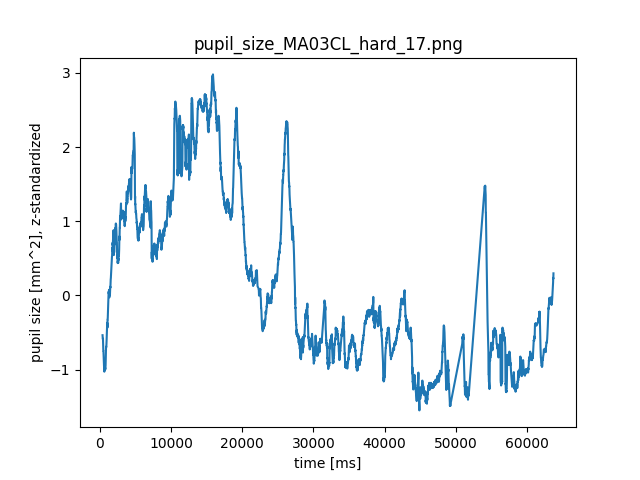 pupil_size_MA03CL_hard_17.png
3
2
1
0
−1
pupil size [mm^2], z-standardized
0 10000 20000 30000 40000 50000 60000
time [ms]